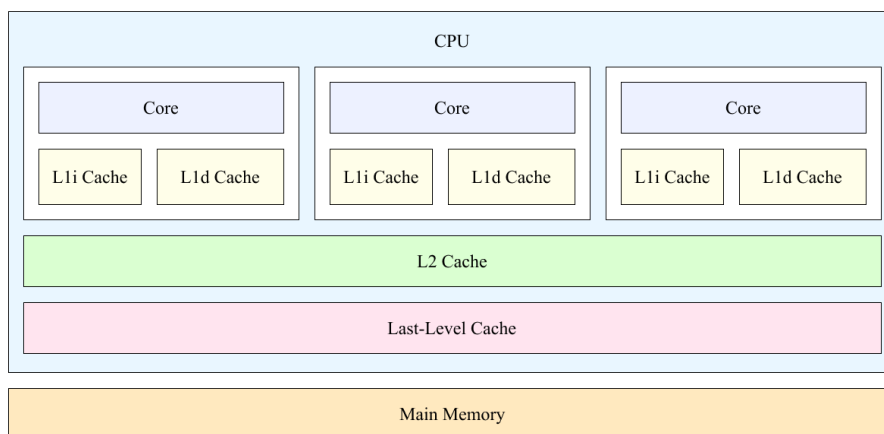 CPU
Core
Core
Core
L1i Cache
L1d Cache
L1i Cache
L1d Cache
L1i Cache
L1d Cache
L2 Cache
Last-Level Cache
Main Memory